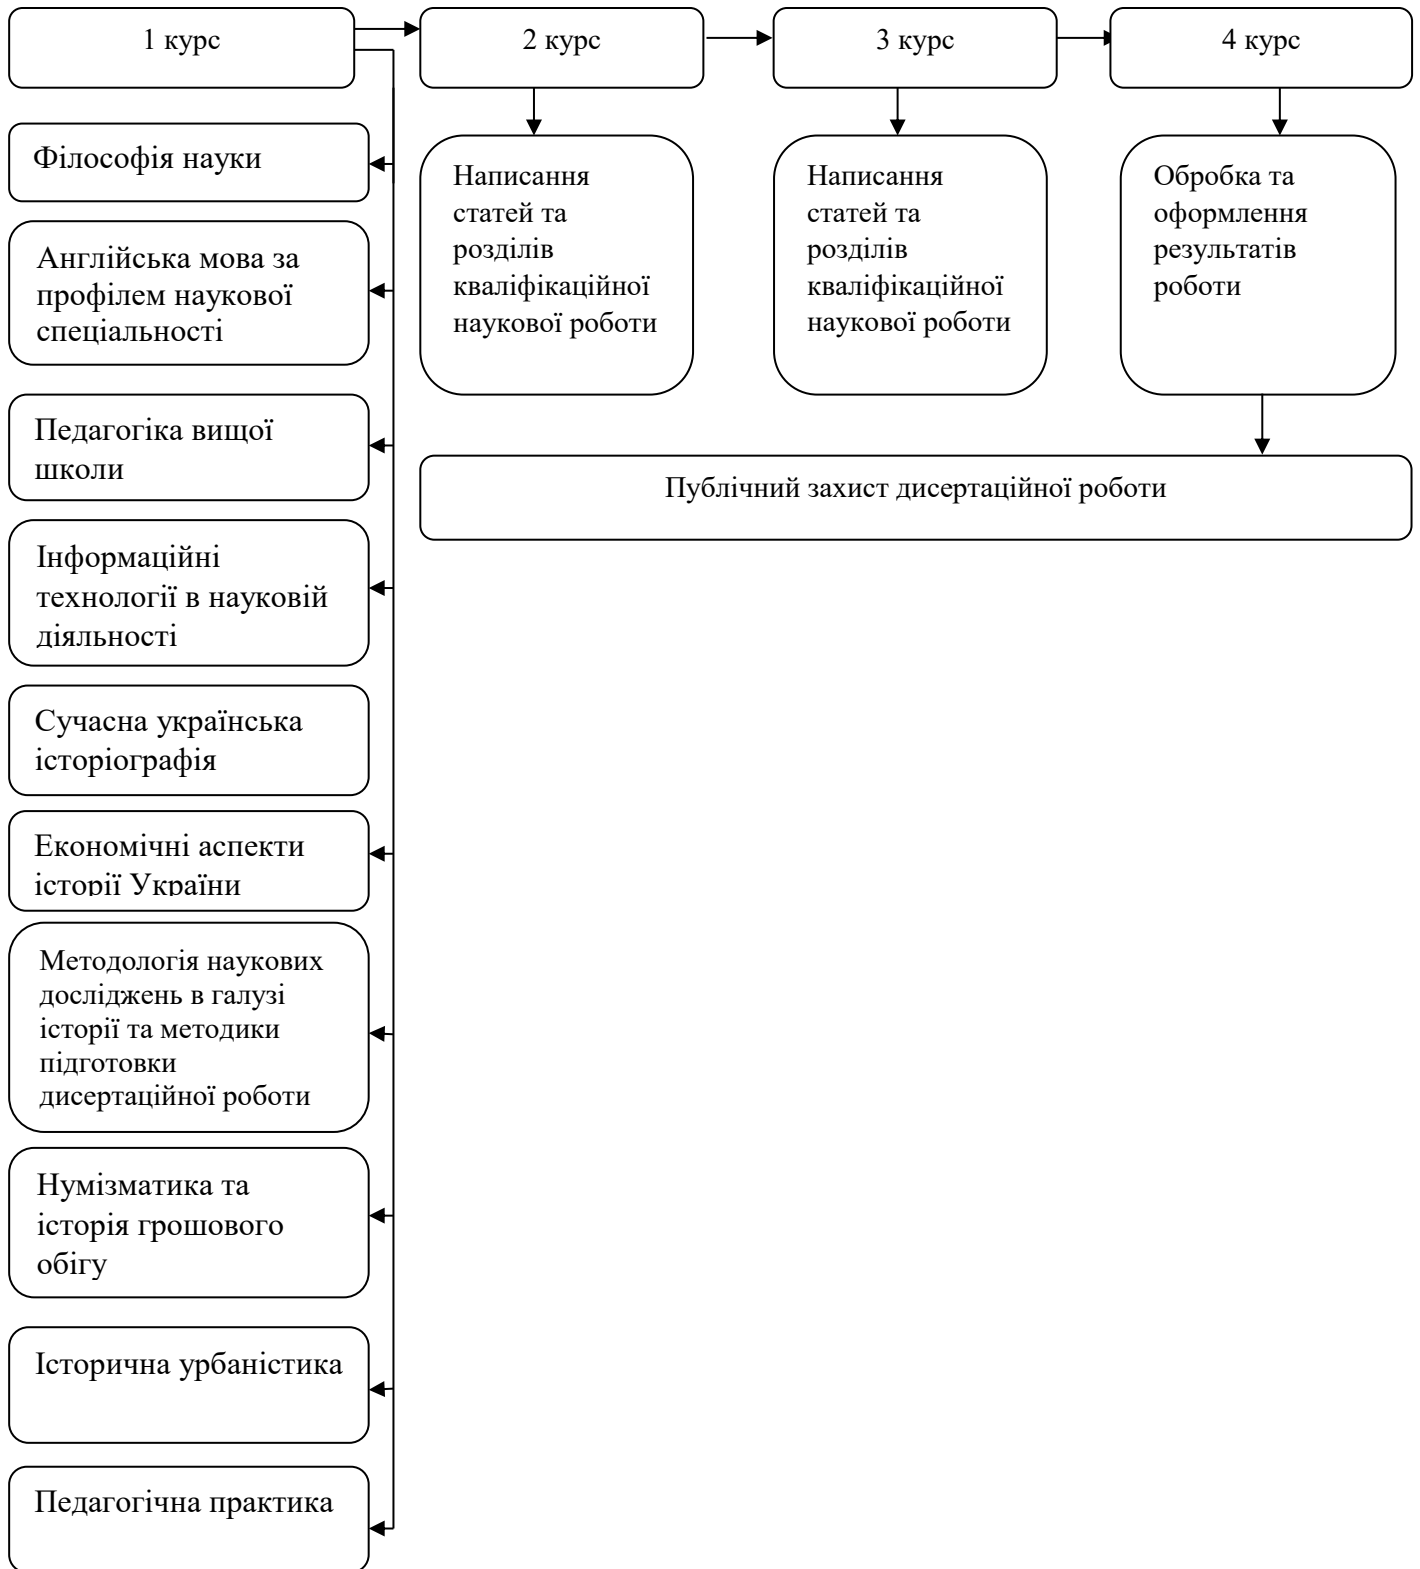 1 курс
2 курс
3 курс
4 курс
Філософія науки
Англійська мова за
профілем наукової
спеціальності
Педагогіка вищої
школи
Інформаційні
технології в науковій
діяльності
Сучасна українська
історіографія
Економічні аспекти
історії України
Методологія наукових
досліджень в галузі
історії та методики
підготовки
дисертаційної роботи
Нумізматика та
історія грошового
обігу
Історична урбаністика
Педагогічна практика
Написання
статей та
розділів
кваліфікаційної
наукової роботи
Написання
статей та
розділів
кваліфікаційної
наукової роботи
Обробка та
оформлення
результатів
роботи
Публічний захист дисертаційної роботи